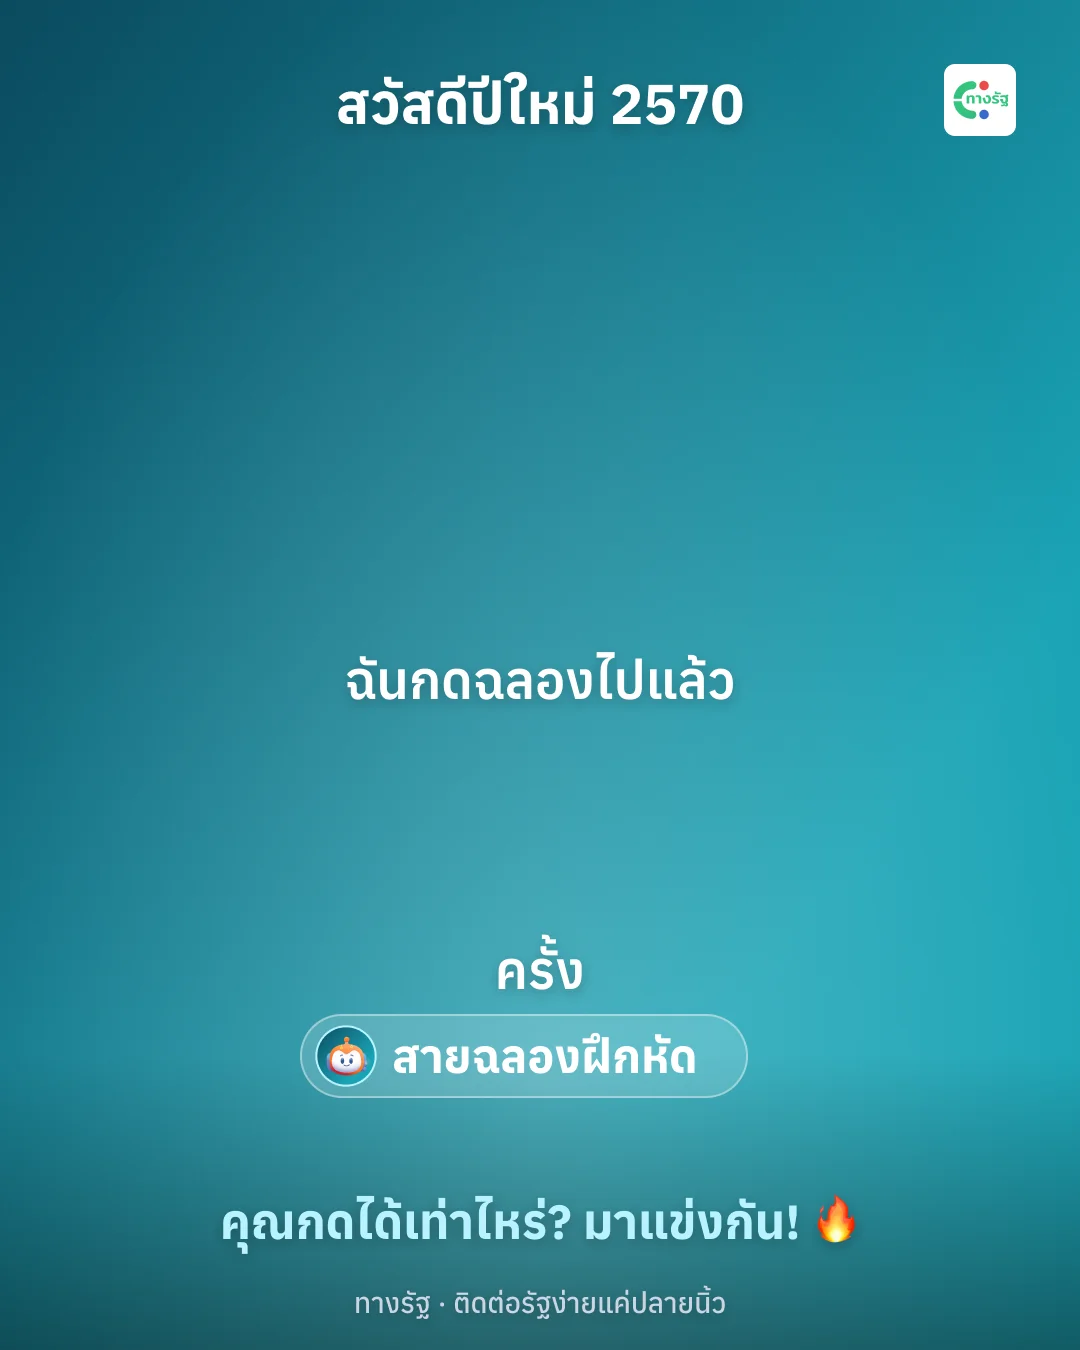 สวัสดีปีใหม่ 2570
ทางรัฐ
ฉันกดฉลองไปแล้ว
ครั้ง
สายฉลองฝึกหัด
คุณกดได้เท่าไหร่? มาแข่งกัน! 🔥
ทางรัฐ · ติดต่อรัฐง่ายแค่ปลายนิ้ว